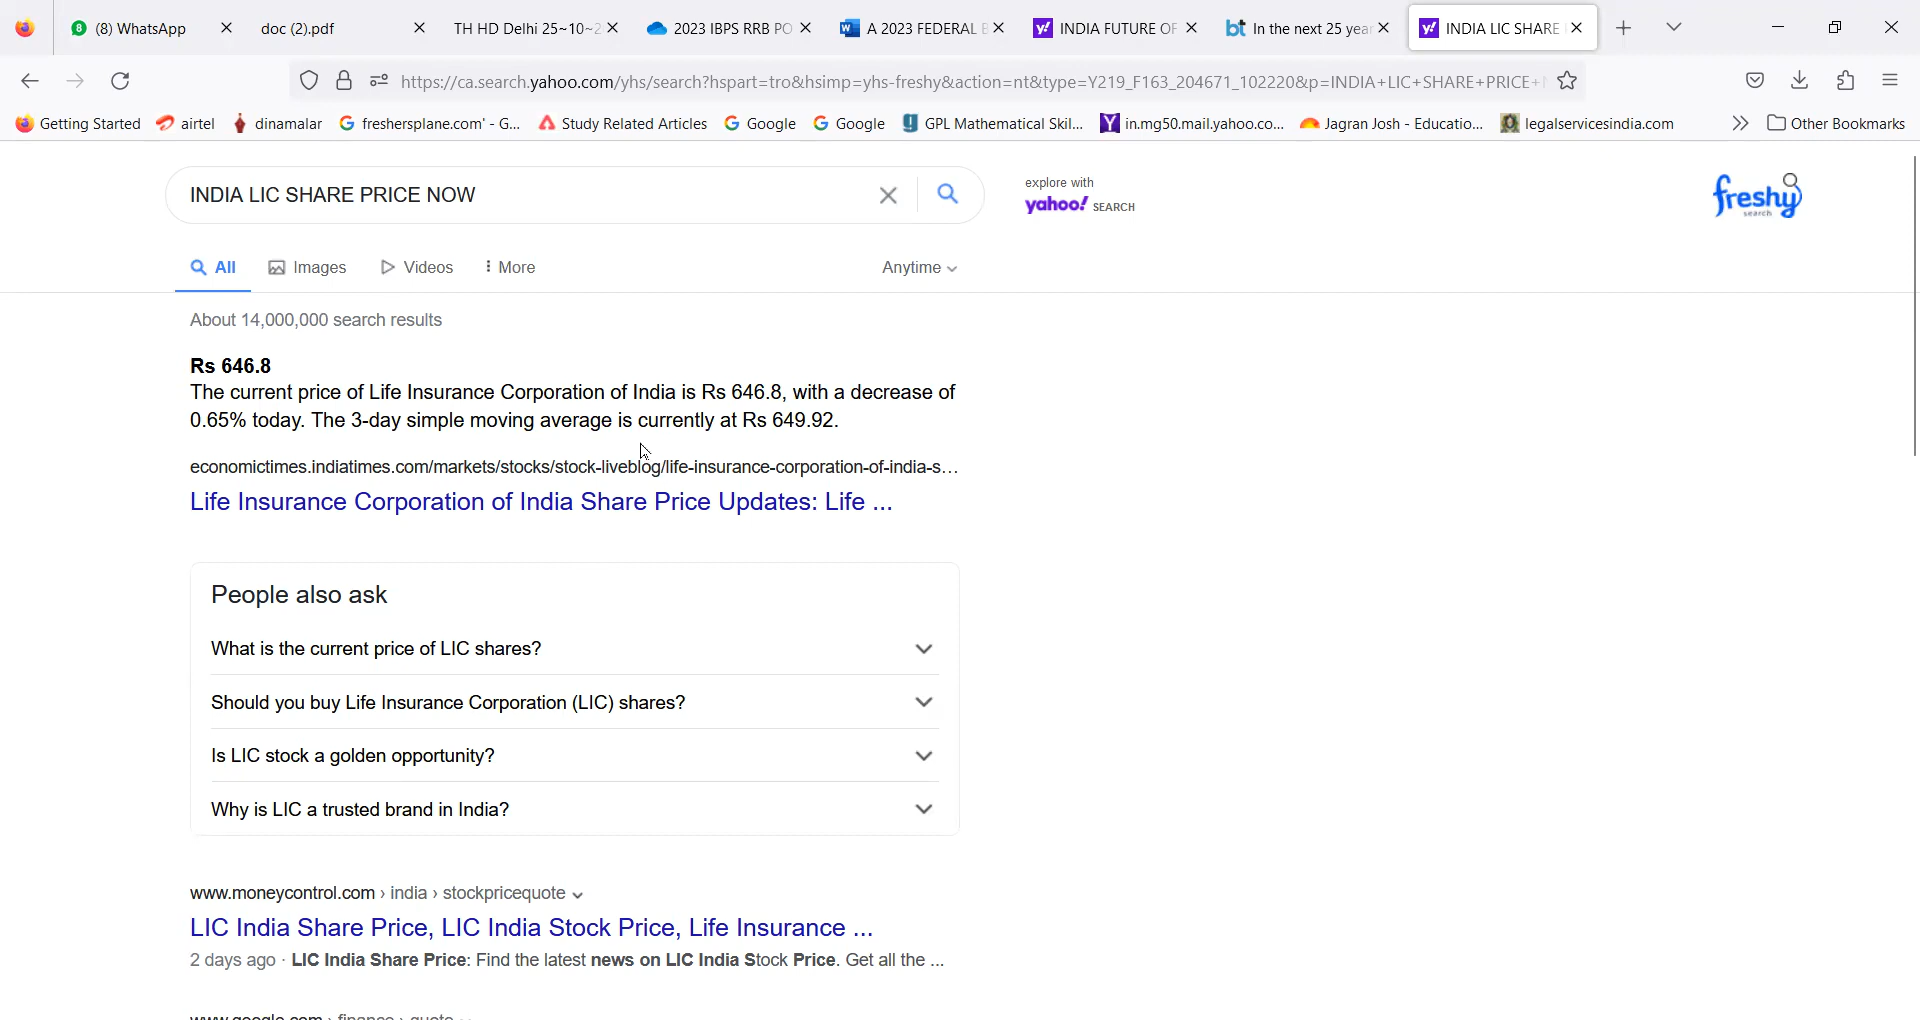 8 (8) WhatsApp
doc (2).pdf
TH HD Delhi 25~10~2
2023 IBPS RRB PO
A 2023 FEDERAL B
INDIA FUTURE OF
bt In the next 25 yea
INDIA LIC SHARE
https://ca.search.yahoo.com/yhs/search?hspart=tro&hsimp=yhs-freshy&action=nt&type=Y219_F163_204671_102220&p=INDIA+LIC+SHARE+PRICE+
Getting Started
airtel
dinamalar
freshersplane.com' - G...
Study Related Articles
Google
Google
GPL Mathematical Skil...
in.mg50.mail.yahoo.co...
Jagran Josh - Educatio...
legalservicesindia.com
Other Bookmarks
INDIA LIC SHARE PRICE NOW
explore with
yahoo! SEARCH
freshy
search
All
Images
Videos
More
Anytime
About 14,000,000 search results
Rs 646.8
The current price of Life Insurance Corporation of India is Rs 646.8, with a decrease of
0.65% today. The 3-day simple moving average is currently at Rs 649.92.
economictimes.indiatimes.com/markets/stocks/stock-liveblog/life-insurance-corporation-of-india-s...
Life Insurance Corporation of India Share Price Updates: Life ...
People also ask
What is the current price of LIC shares?
Should you buy Life Insurance Corporation (LIC) shares?
Is LIC stock a golden opportunity?
Why is LIC a trusted brand in India?
www.moneycontrol.com › india › stockpricequote
LIC India Share Price, LIC India Stock Price, Life Insurance ...
2 days ago · LIC India Share Price: Find the latest news on LIC India Stock Price. Get all the ...
www.google.com › finance › quote